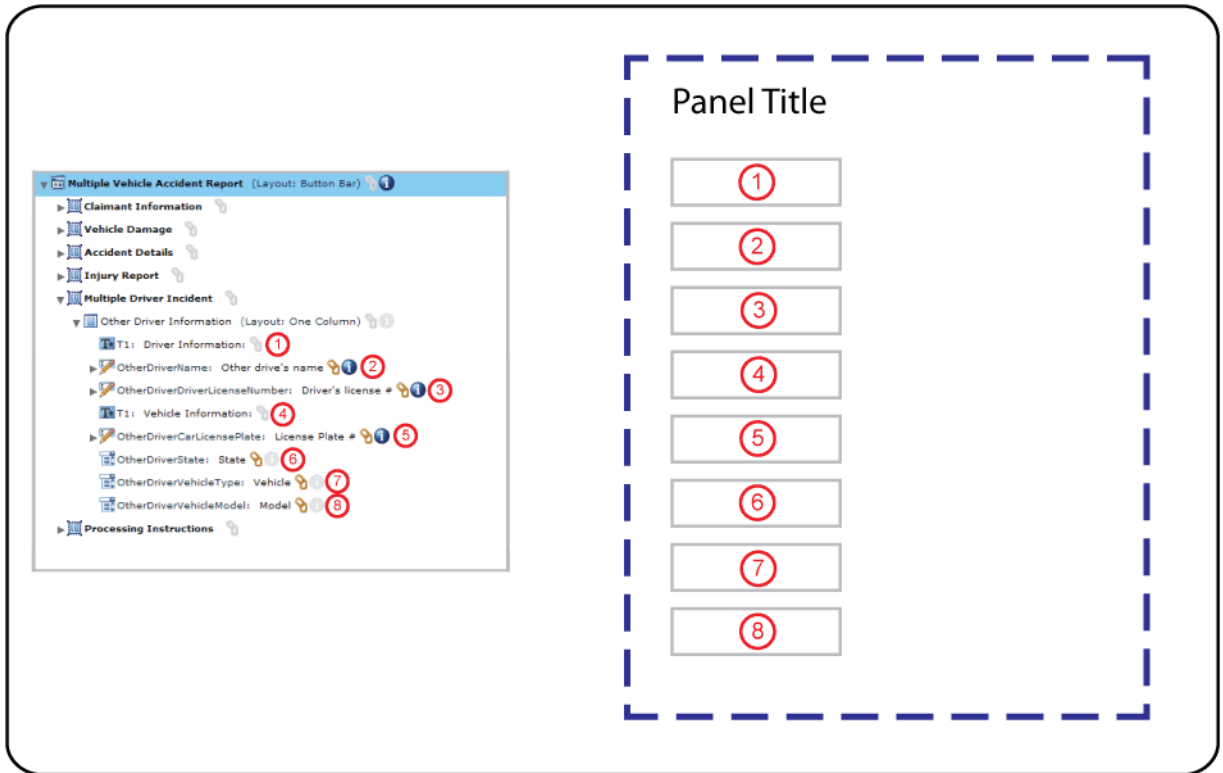 Multiple Vehicle Accident Report (Layout: Button Bar)
Claimant Information
Vehicle Damage
Accident Details
Injury Report
Multiple Driver Incident
Other Driver Information (Layout: One Column)
T1: Driver Information: 1
OtherDriverName: Other drive's name 2
OtherDriverDriverLicenseNumber: Driver's license # 3
T1: Vehicle Information: 4
OtherDriverCarLicensePlate: License Plate # 5
OtherDriverState: State 6
OtherDriverVehicleType: Vehicle 7
OtherDriverVehicleModel: Model 8
Processing Instructions
Panel Title
1
2
3
4
5
6
7
8